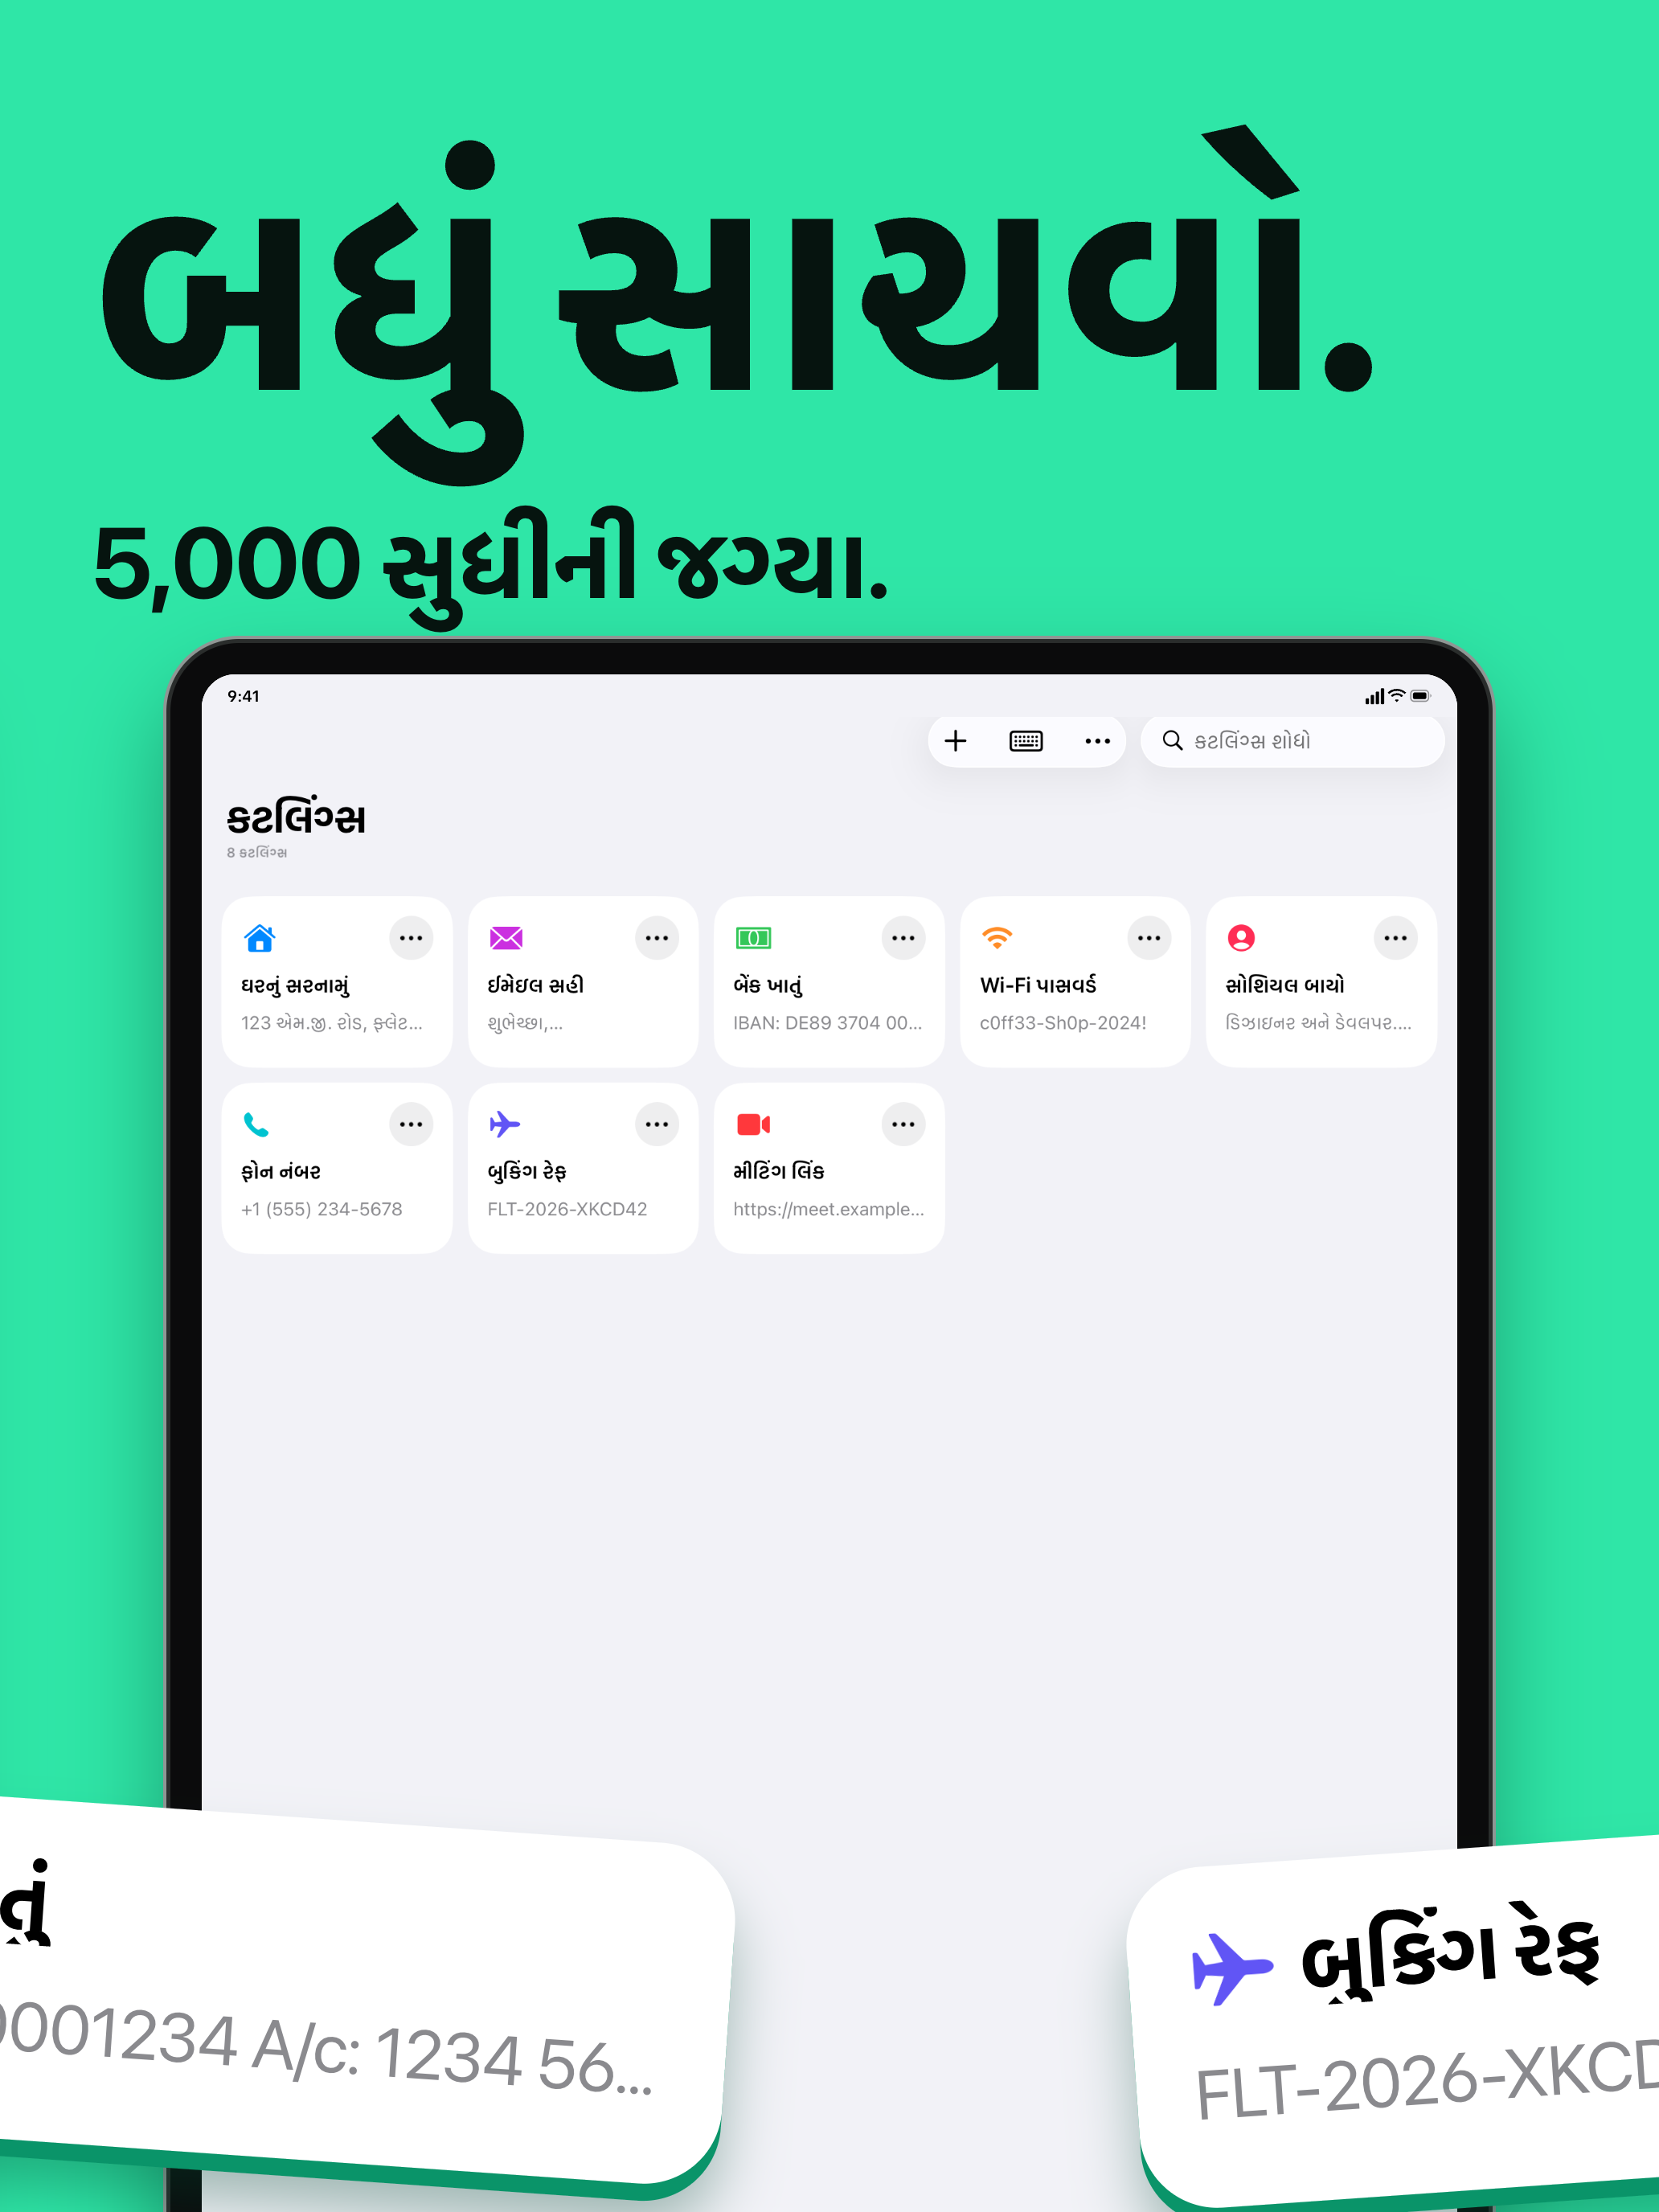 બધું સાચવો.
5,000 સુધીની જગ્યા.
9:41
કટલિંગ્સ શોધો
કટલિંગ્સ
8 કટલિંગ્સ
ઘરનું સરનામું
123 એમ.જી. રોડ, ફ્લેટ...
ઈમેઇલ સહી
શુભેચ્છા,...
બેંક ખાતું
IBAN: DE89 3704 00...
Wi-Fi પાસવર્ડ
c0ff33-Sh0p-2024!
સોશિયલ બાયો
ડિઝાઇનર અને ડેવલપર....
ફોન નંબર
+1 (555) 234-5678
બુકિંગ રેફ
FLT-2026-XKCD42
મીટિંગ લિંક
https://meet.example...
તું
0001234 A/c: 1234 56...
બુકિંગ રેફ
FLT-2026-XKCD